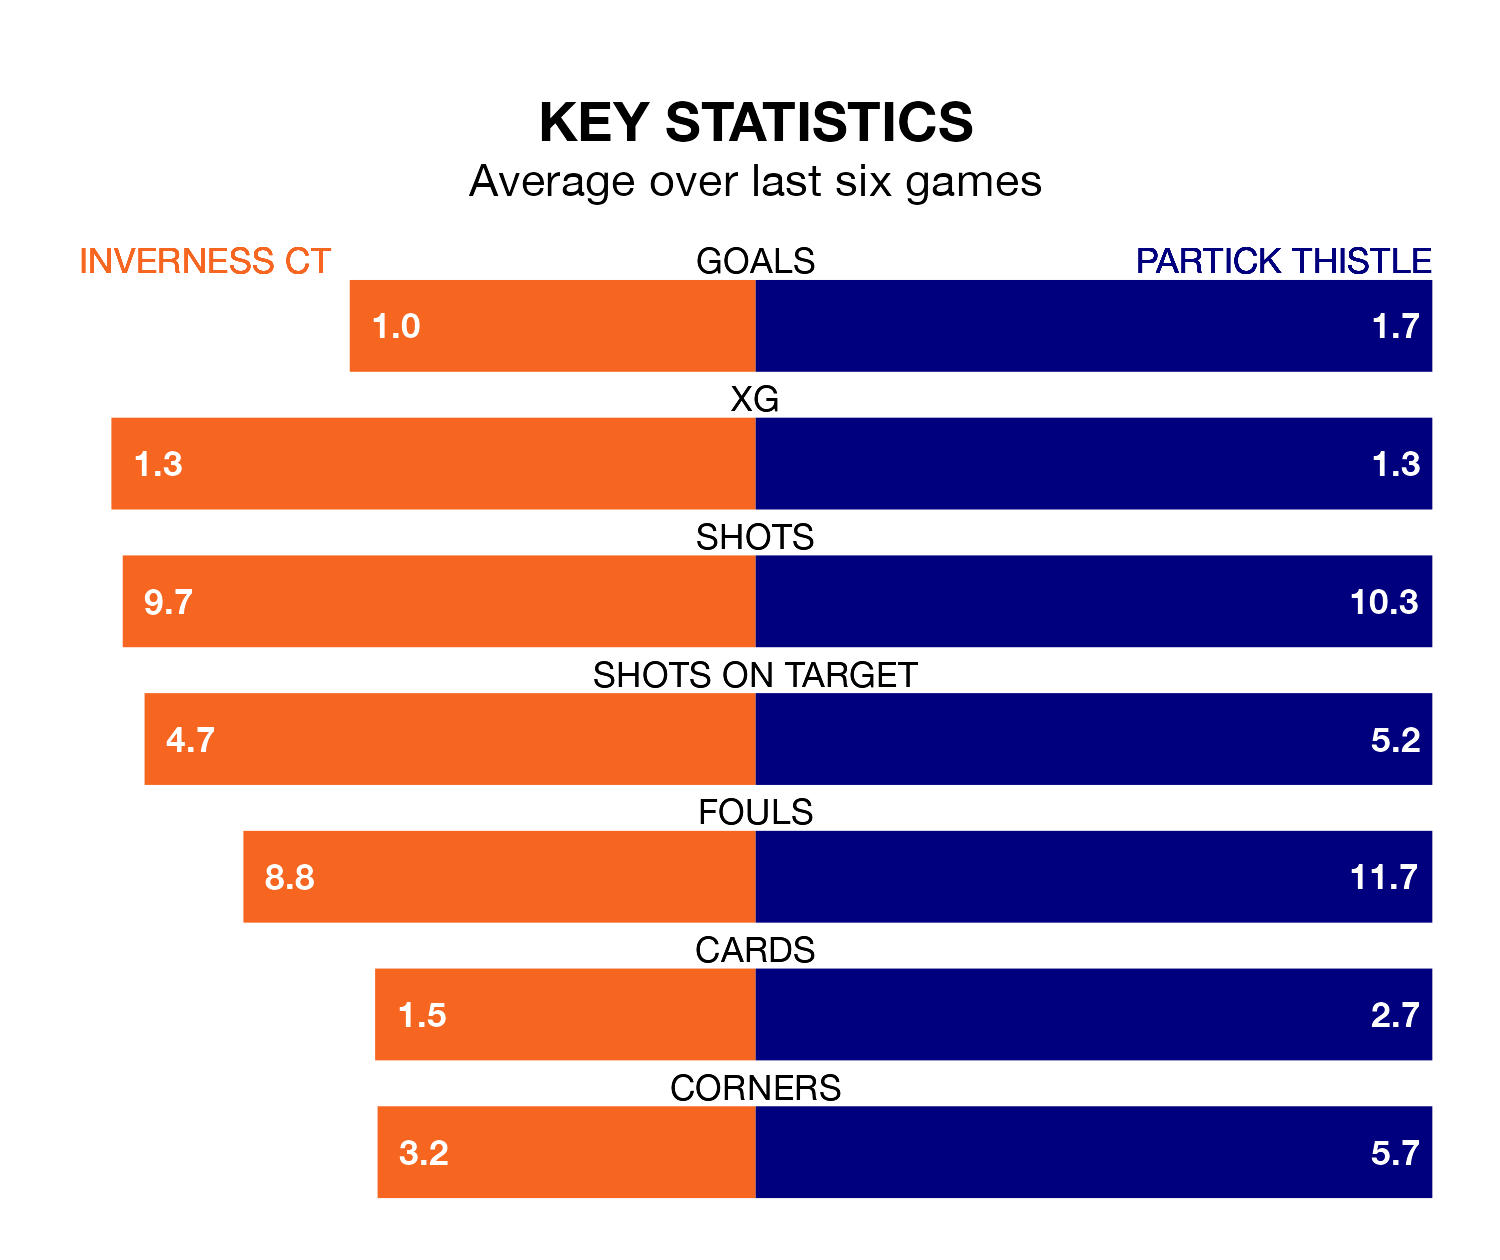 KEY STATISTICS
Average over last six games
INVERNESS CT GOALS PARTICK THISTLE
1.0 1.7
XG
1.3 1.3
SHOTS
9.7 10.3
SHOTS ON TARGET
4.7 5.2
FOULS
8.8 11.7
CARDS
1.5 2.7
CORNERS
3.2 5.7